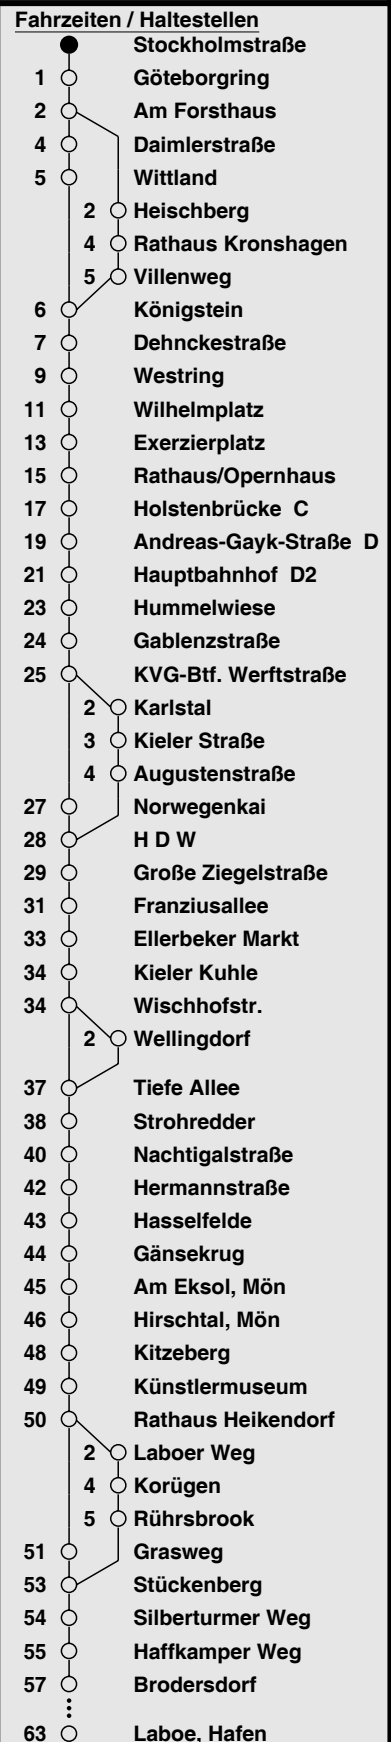 Fahrzeiten / Haltestellen
Stockholmstraße
1 Göteborgring
2 Am Forsthaus
4 Daimlerstraße
5 Wittland
2 Heischberg
4 Rathaus Kronshagen
5 Villenweg
6 Königstein
7 Dehnckestraße
9 Westring
11 Wilhelmplatz
13 Exerzierplatz
15 Rathaus/Opernhaus
17 Holstenbrücke C
19 Andreas-Gayk-Straße D
21 Hauptbahnhof D2
23 Hummelwiese
24 Gablenzstraße
25 KVG-Btf. Werftstraße
2 Karlstal
3 Kieler Straße
4 Augustenstraße
27 Norwegenkai
28 H D W
29 Große Ziegelstraße
31 Franziusallee
33 Ellerbeker Markt
34 Kieler Kuhle
34 Wischhofstr.
2 Wellingdorf
37 Tiefe Allee
38 Strohredder
40 Nachtigalstraße
42 Hermannstraße
43 Hasselfelde
44 Gänsekrug
45 Am Eksol, Mön
46 Hirschtal, Mön
48 Kitzeberg
49 Künstlermuseum
50 Rathaus Heikendorf
2 Laboer Weg
4 Korügen
5 Rührsbrook
51 Grasweg
53 Stückenberg
54 Silberturmer Weg
55 Haffkamper Weg
57 Brodersdorf
63 Laboe, Hafen